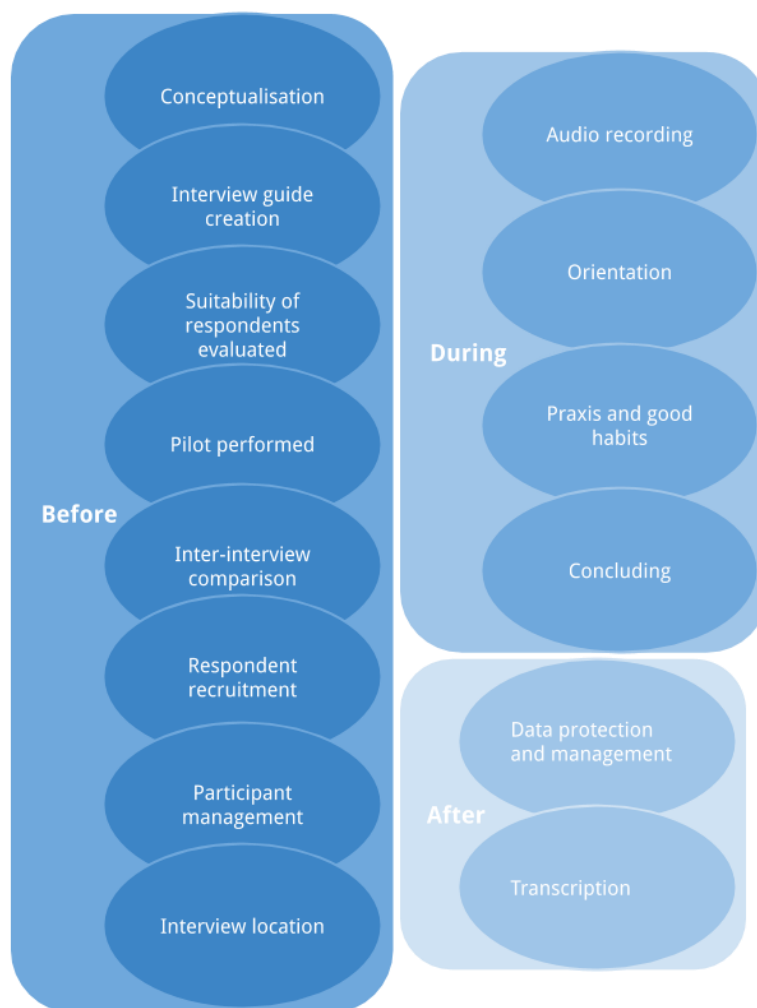 Before
Conceptualisation
Interview guide
creation
Suitability of
respondents
evaluated
Pilot performed
Inter-interview
comparison
Respondent
recruitment
Participant
management
Interview location
During
Audio recording
Orientation
Praxis and good
habits
Concluding
After
Data protection
and management
Transcription